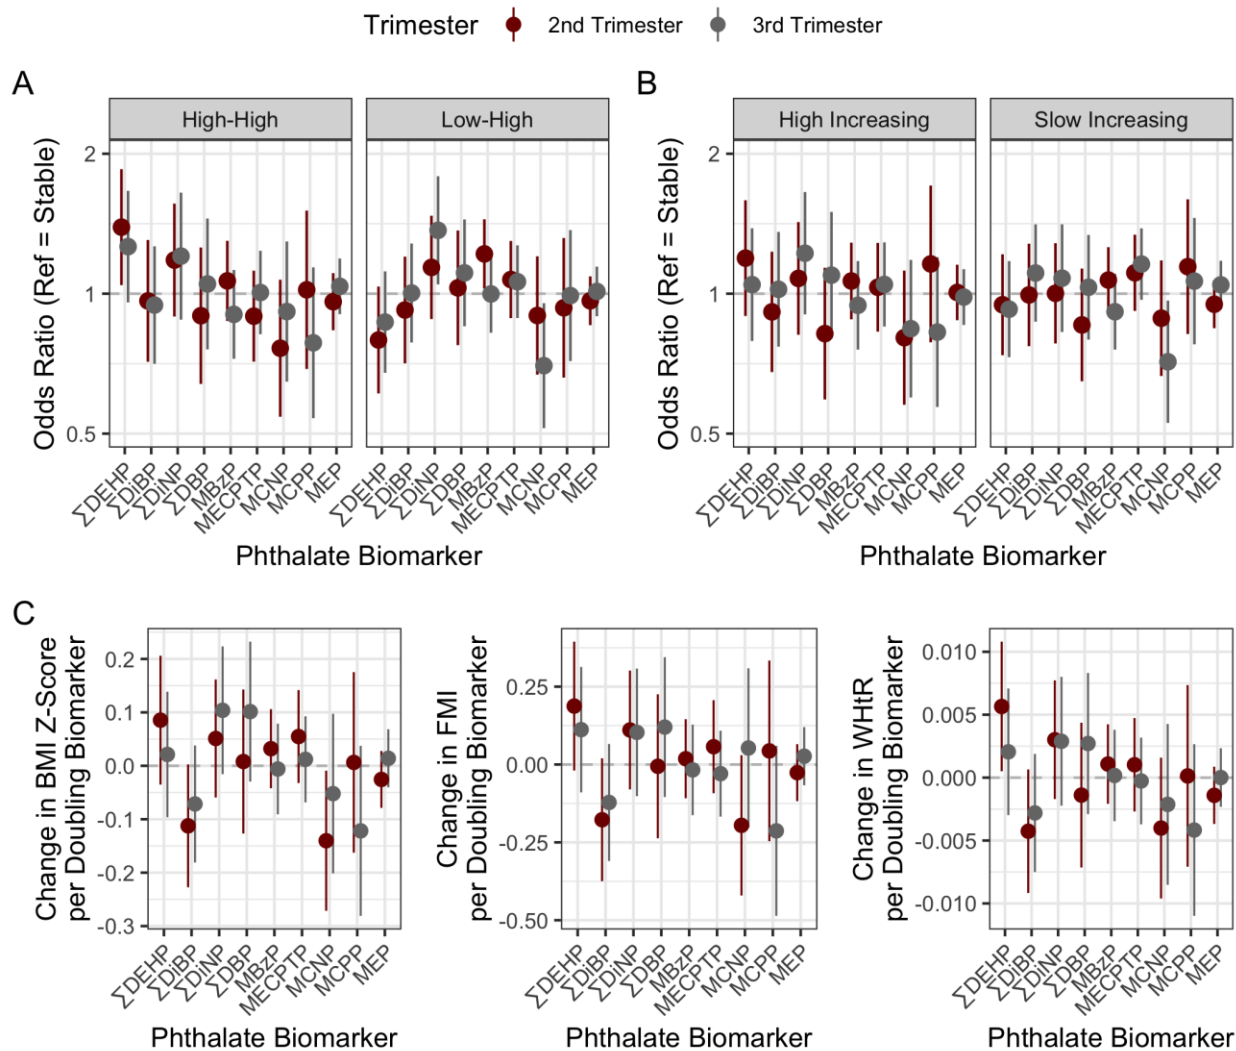 Trimester 2nd Trimester 3rd Trimester
A
High-High Low-High
Odds Ratio (Ref = Stable)
2
1
0.5
ΣDEHP ΣDiBP ΣDiNP ΣDBP MBzP MECPTP MCNP MCPP MEP
ΣDEHP ΣDiBP ΣDiNP ΣDBP MBzP MECPTP MCNP MCPP MEP
Phthalate Biomarker
B
High Increasing Slow Increasing
Odds Ratio (Ref = Stable)
2
1
0.5
ΣDEHP ΣDiBP ΣDiNP ΣDBP MBzP MECPTP MCNP MCPP MEP
ΣDEHP ΣDiBP ΣDiNP ΣDBP MBzP MECPTP MCNP MCPP MEP
Phthalate Biomarker
C
Change in BMI Z-Score
per Doubling Biomarker
0.2
0.1
0.0
-0.1
-0.2
-0.3
ΣDEHP ΣDiBP ΣDiNP ΣDBP MBzP MECPTP MCNP MCPP MEP
Phthalate Biomarker
Change in FMI
per Doubling Biomarker
0.25
0.00
-0.25
-0.50
ΣDEHP ΣDiBP ΣDiNP ΣDBP MBzP MECPTP MCNP MCPP MEP
Phthalate Biomarker
Change in WHtR
per Doubling Biomarker
0.010
0.005
0.000
-0.005
-0.010
ΣDEHP ΣDiBP ΣDiNP ΣDBP MBzP MECPTP MCNP MCPP MEP
Phthalate Biomarker